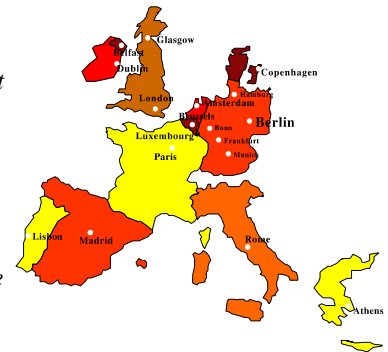 Glasgow
Belfast
Dublin
t
Copenhagen
Hamburg
London
Amsterdam
Brussels
Berlin
Bonn
Luxembourg
Frankfurt
Paris
Munich
Lisbon
Madrid
Rome
e
Athens